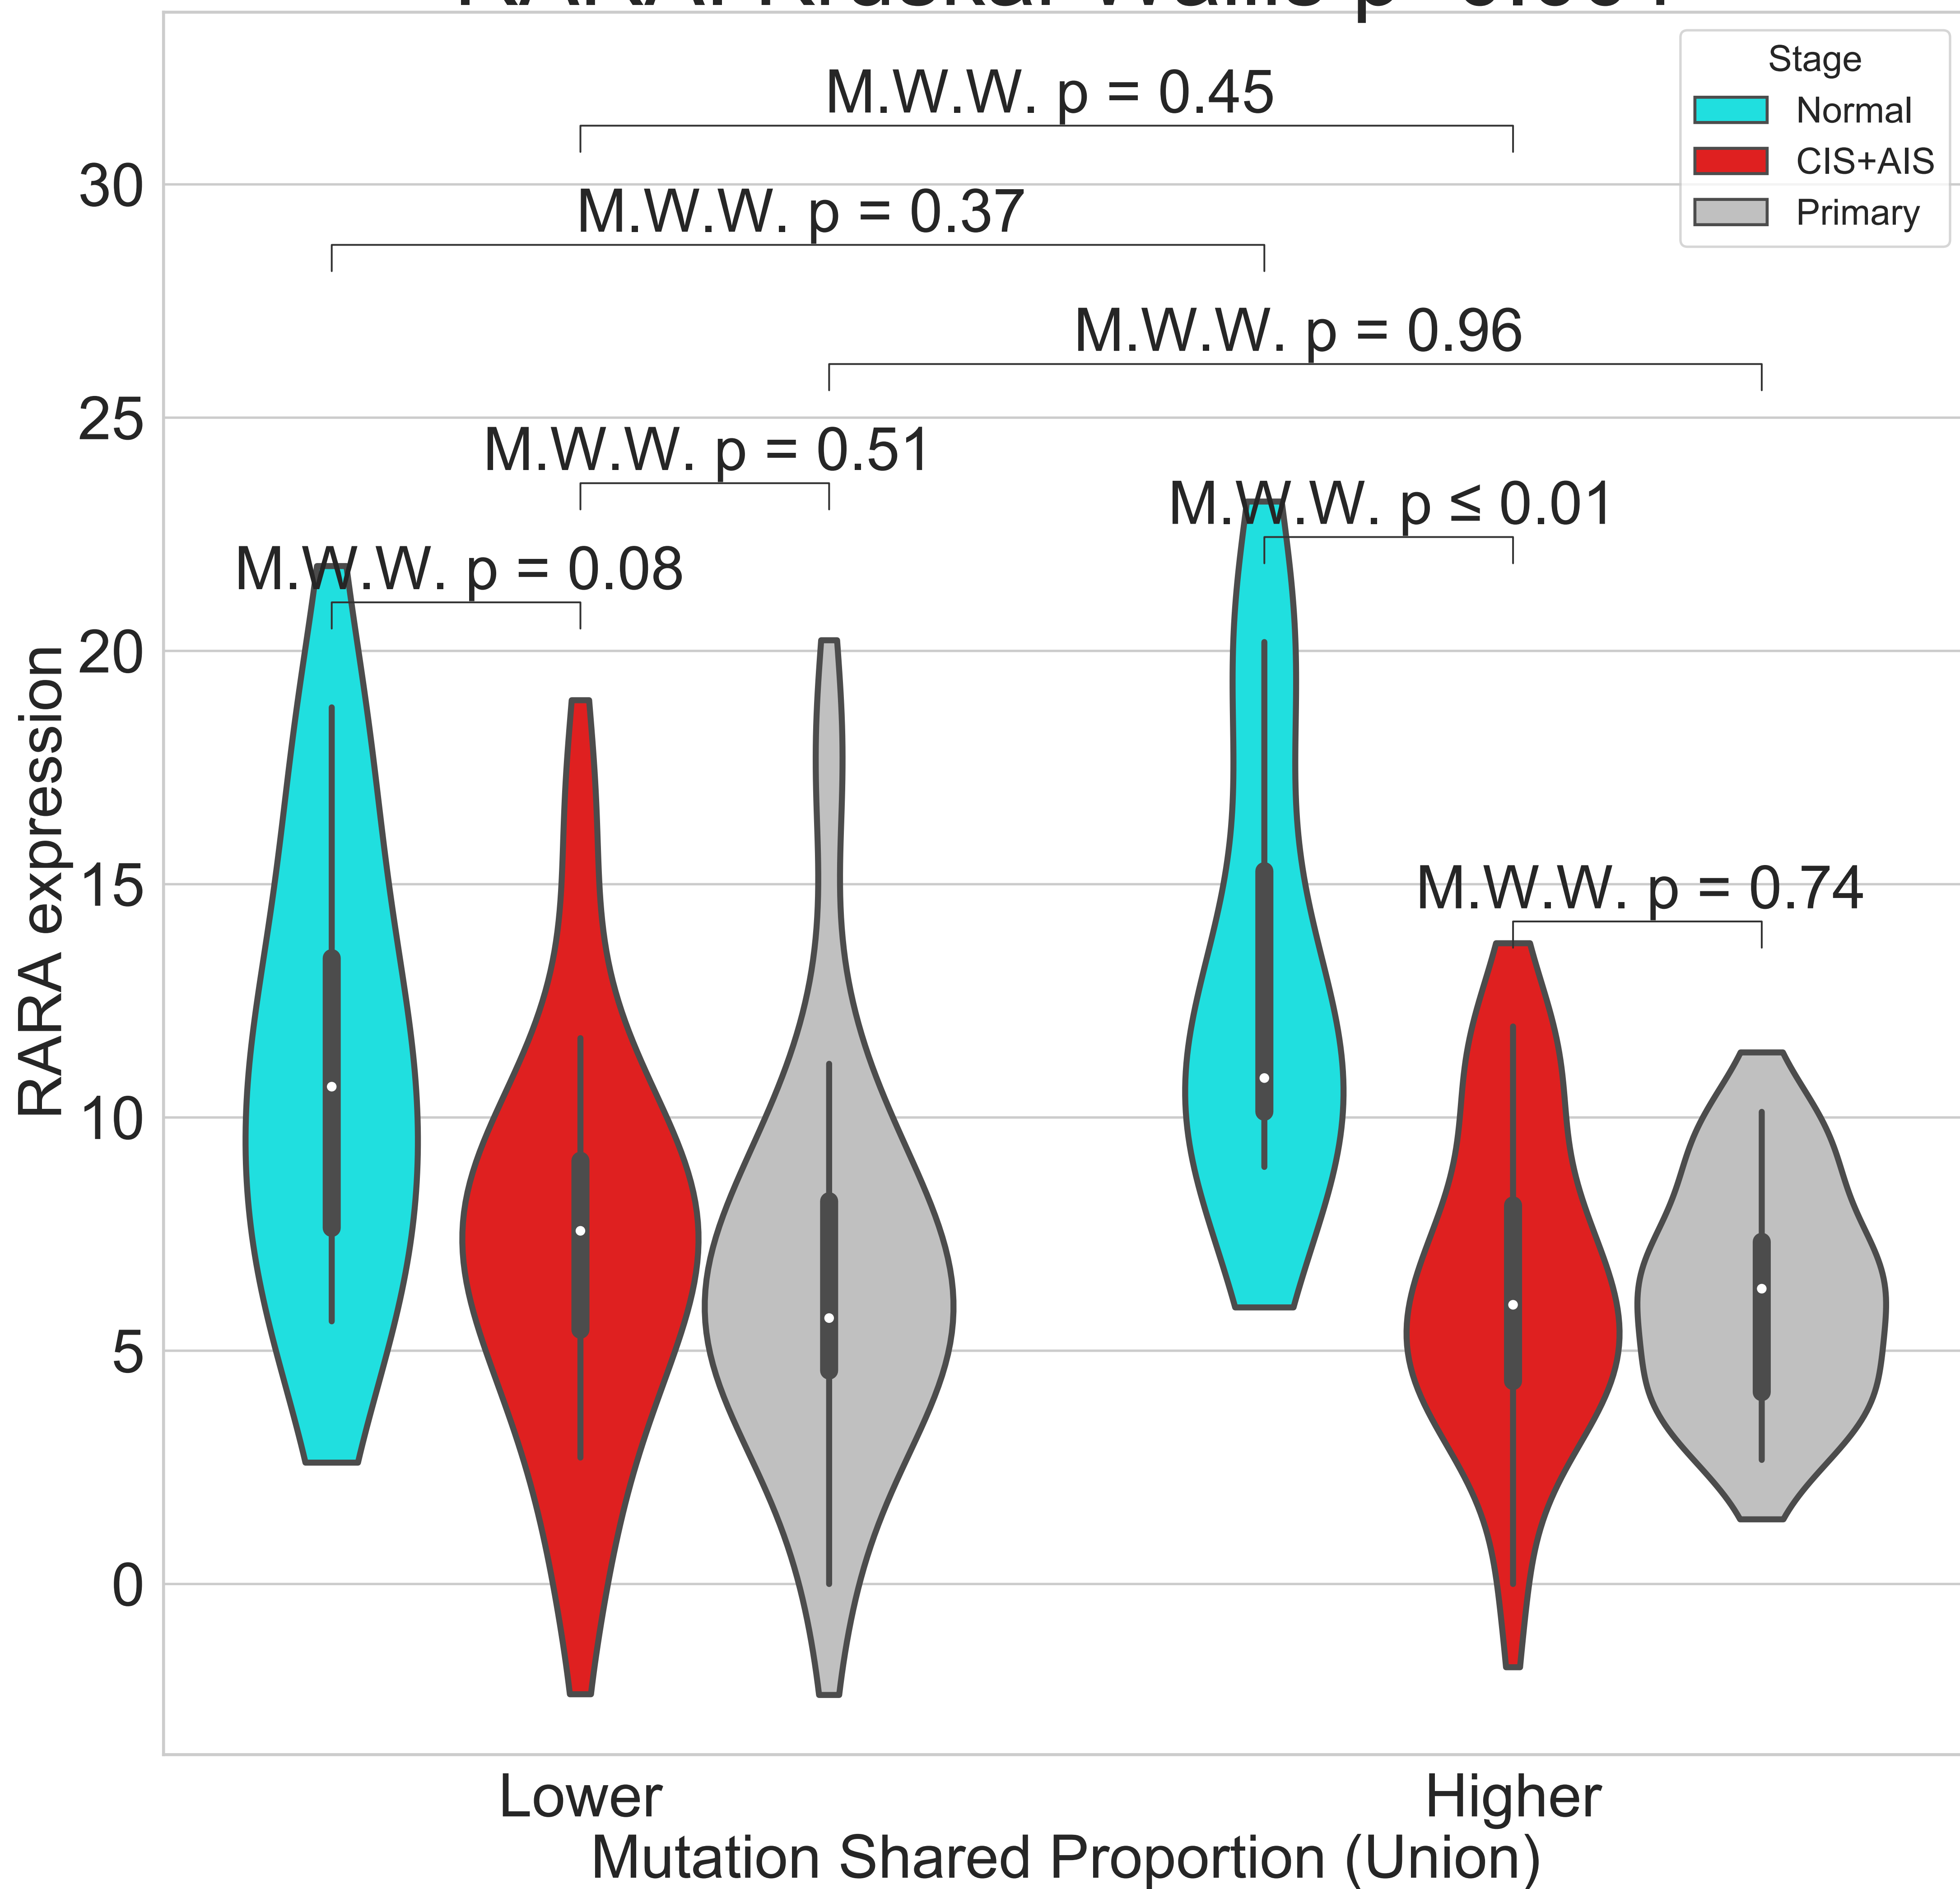 Stage
Normal
CIS+AIS
Primary
M.W.W. p = 0.45
M.W.W. p = 0.37
M.W.W. p = 0.96
M.W.W. p = 0.51
M.W.W. p ≤ 0.01
M.W.W. p = 0.08
M.W.W. p = 0.74
30
25
20
15
10
5
0
RARA expression
Lower
Higher
Mutation Shared Proportion (Union)